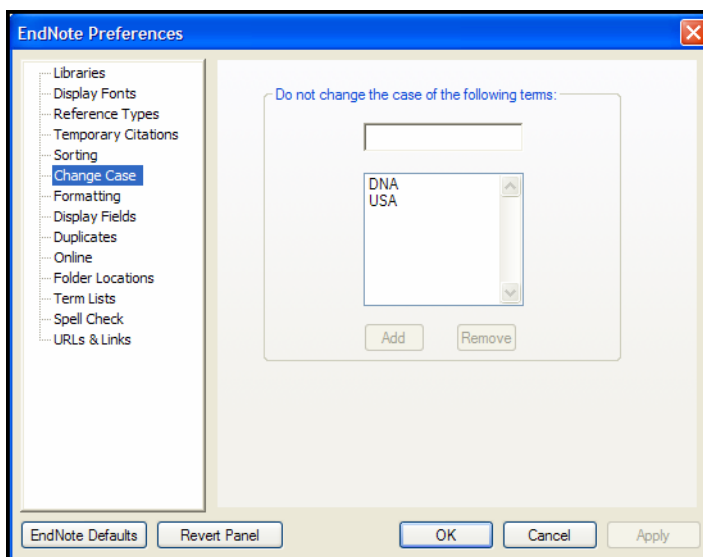 EndNote Preferences
Libraries
Display Fonts
Reference Types
Temporary Citations
Sorting
Change Case
Formatting
Display Fields
Duplicates
Online
Folder Locations
Term Lists
Spell Check
URLs & Links
Do not change the case of the following terms:
DNA
USA
Add Remove
EndNote Defaults Revert Panel OK Cancel Apply